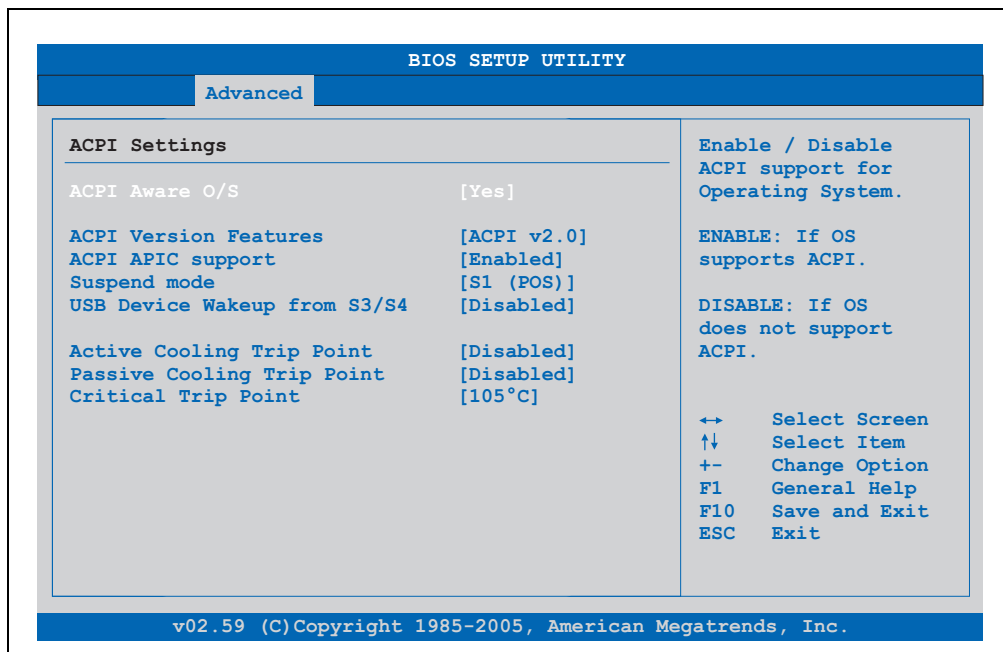 BIOS SETUP UTILITY
Advanced
ACPI Settings
ACPI Aware O/S [Yes]
ACPI Version Features [ACPI v2.0]
ACPI APIC support [Enabled]
Suspend mode [S1 (POS)]
USB Device Wakeup from S3/S4 [Disabled]
Active Cooling Trip Point [Disabled]
Passive Cooling Trip Point [Disabled]
Critical Trip Point [105°C]
Enable / Disable
ACPI support for
Operating System.
ENABLE: If OS
supports ACPI.
DISABLE: If OS
does not support
ACPI.
↔ Select Screen
↑↓ Select Item
+- Change Option
F1 General Help
F10 Save and Exit
ESC Exit
v02.59 (C)Copyright 1985-2005, American Megatrends, Inc.